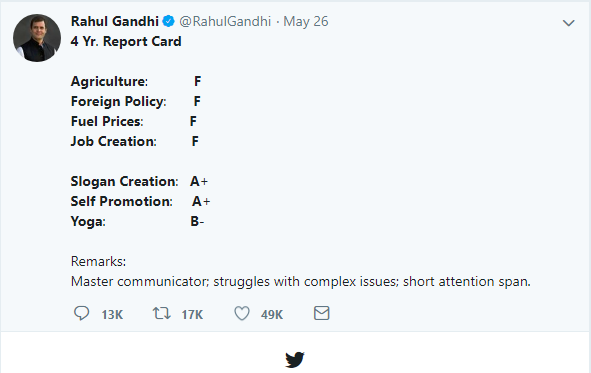 Rahul Gandhi @RahulGandhi · May 26
4 Yr. Report Card
Agriculture: F
Foreign Policy: F
Fuel Prices: F
Job Creation: F
Slogan Creation: A+
Self Promotion: A+
Yoga: B-
Remarks:
Master communicator; struggles with complex issues; short attention span.
13K 17K 49K